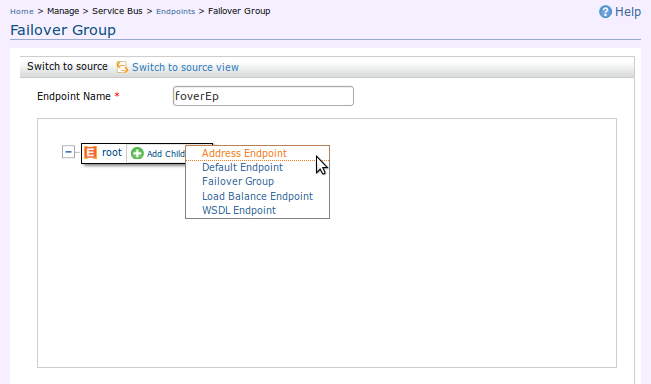 Home > Manage > Service Bus > Endpoints > Failover Group
Help
Failover Group
Switch to source Switch to source view
Endpoint Name * FoverEp
root Add Child
Address Endpoint
Default Endpoint
Failover Group
Load Balance Endpoint
WSDL Endpoint